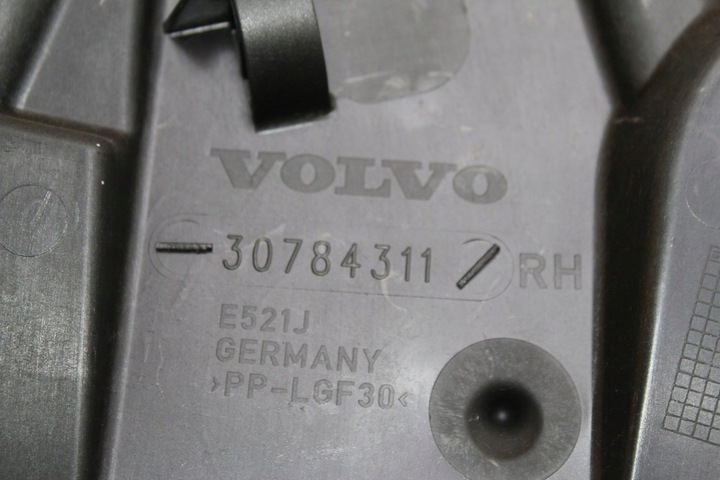 VOLVO
— 30784311 / RH
E521J
GERMANY
>PP-LGF30<